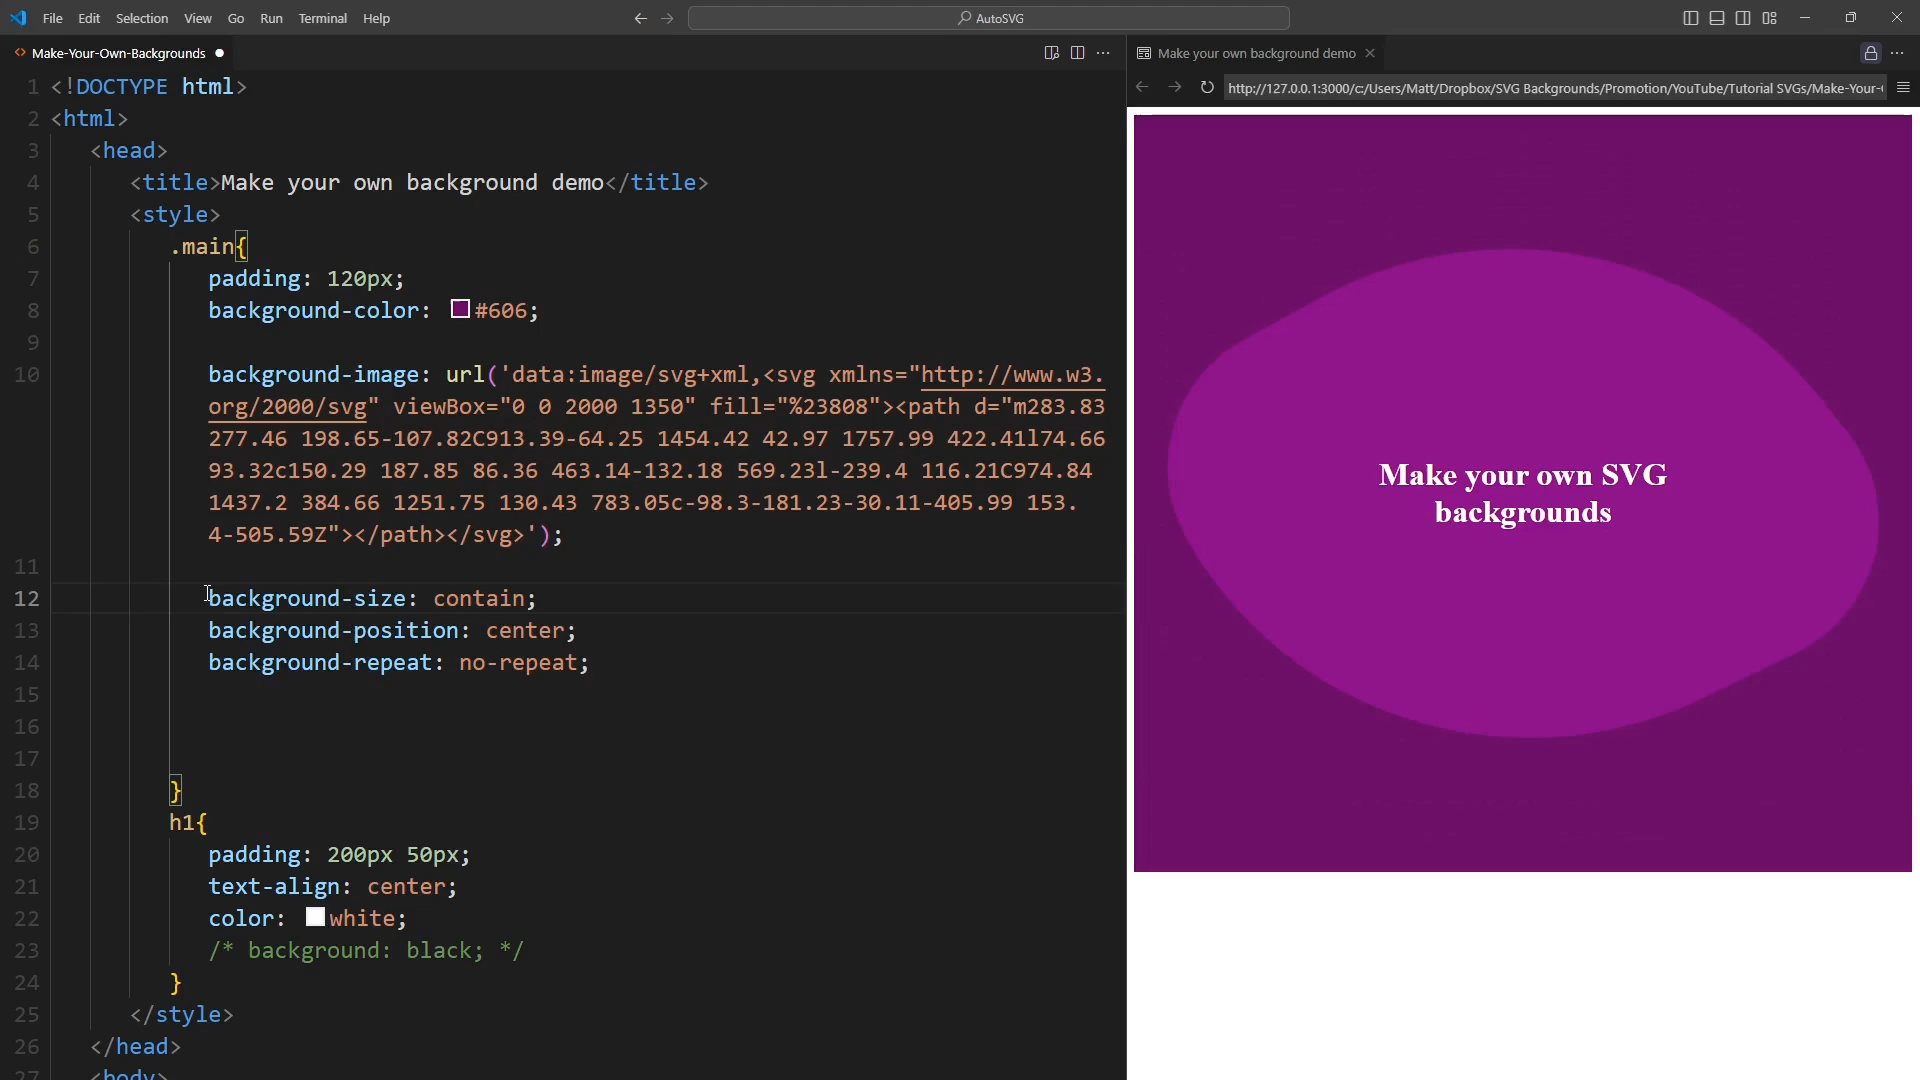 File Edit Selection View Go Run Terminal Help
AutoSVG
Make-Your-Own-Backgrounds
1 <!DOCTYPE html>
2 <html>
3 <head>
4 <title>Make your own background demo</title>
5 <style>
6 .main{
7 padding: 120px;
8 background-color: #606;
9
10 background-image: url('data:image/svg+xml,<svg xmlns="http://www.w3.
org/2000/svg" viewBox="0 0 2000 1350" fill="%23808"><path d="m283.83
277.46 198.65-107.82C913.39-64.25 1454.42 42.97 1757.99 422.41l74.66
93.32c150.29 187.85 86.36 463.14-132.18 569.23l-239.4 116.21C974.84
1437.2 384.66 1251.75 130.43 783.05c-98.3-181.23-30.11-405.99 153.
4-505.59Z"></path></svg>');
11
12 background-size: contain;
13 background-position: center;
14 background-repeat: no-repeat;
15
16
17
18 }
19 h1{
20 padding: 200px 50px;
21 text-align: center;
22 color: white;
23 /* background: black; */
24 }
25 </style>
26 </head>
27 <body>
Make your own background demo
http://127.0.0.1:3000/c:/Users/Matt/Dropbox/SVG Backgrounds/Promotion/YouTube/Tutorial SVGs/Make-Your-
Make your own SVG
backgrounds